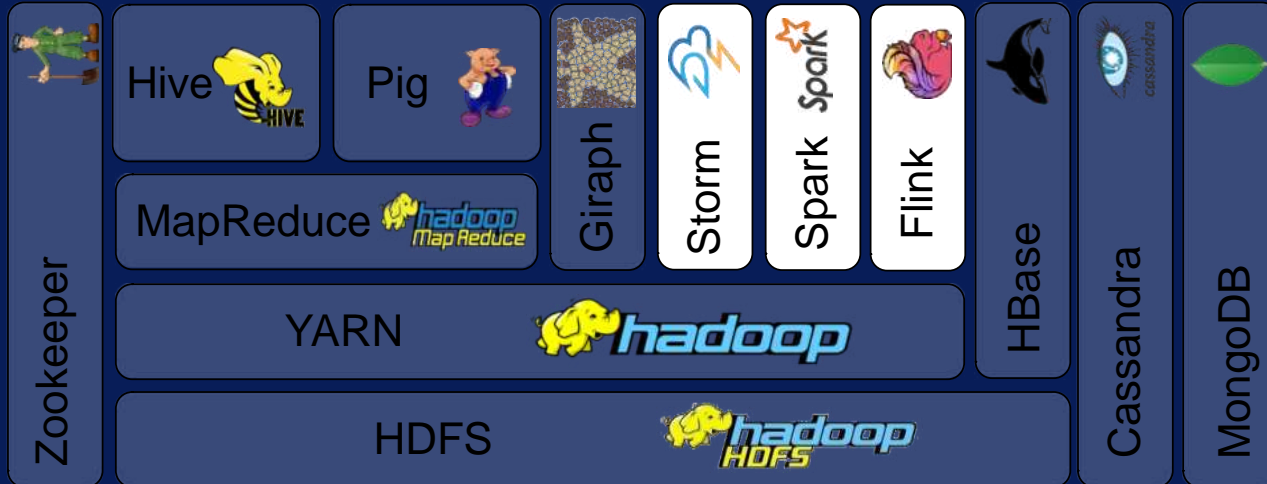 Zookeeper
Hive
HIVE
Pig
MapReduce
hadoop
Map Reduce
Giraph
Storm
Spark
Spark
Flink
YARN
hadoop
HDFS
hadoop
HDFS
HBase
Cassandra
cassandra
MongoDB